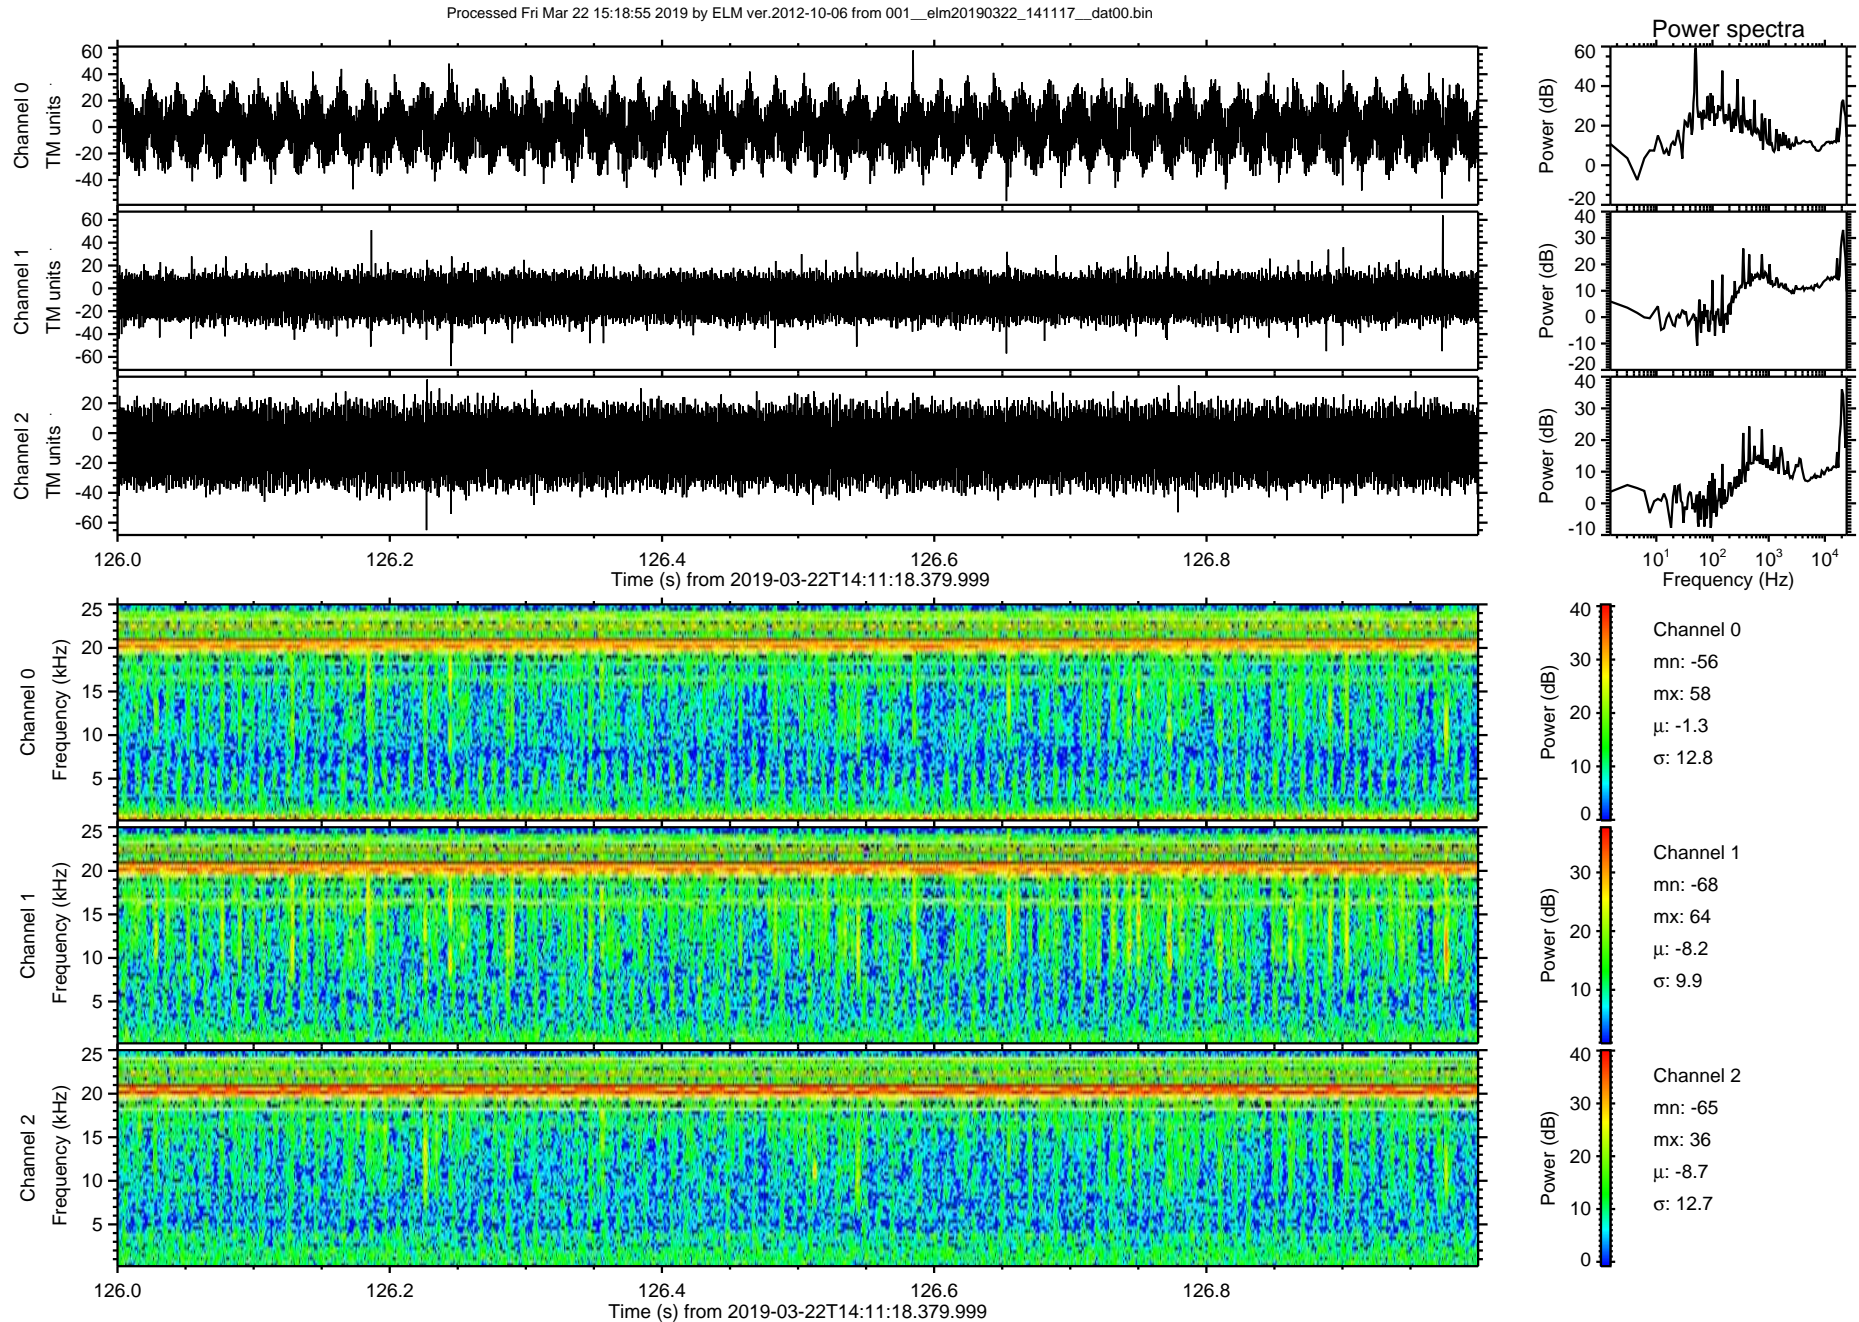 Processed Fri Mar 22 15:18:55 2019 by ELM ver.2012-10-06 from 001__elm20190322_141117__dat00.bin
Power spectra
Channel 0
TM units
60
40
20
0
-20
-40
Power (dB)
60
40
20
0
-20
Channel 1
TM units
60
40
20
0
-20
-40
-60
Power (dB)
40
30
20
10
0
-10
-20
Channel 2
TM units
20
0
-20
-40
-60
Power (dB)
40
30
20
10
0
-10
126.0 126.2 126.4 126.6 126.8
Time (s) from 2019-03-22T14:11:18.379.999
10^1 10^2 10^3 10^4
Frequency (Hz)
Channel 0
Frequency (kHz)
25
20
15
10
5
Power (dB)
40
30
20
10
0
Channel 0
mn: -56
mx: 58
μ: -1.3
σ: 12.8
Channel 1
Frequency (kHz)
25
20
15
10
5
Power (dB)
30
20
10
Channel 1
mn: -68
mx: 64
μ: -8.2
σ: 9.9
Channel 2
Frequency (kHz)
25
20
15
10
5
Power (dB)
40
30
20
10
0
Channel 2
mn: -65
mx: 36
μ: -8.7
σ: 12.7
126.0 126.2 126.4 126.6 126.8
Time (s) from 2019-03-22T14:11:18.379.999